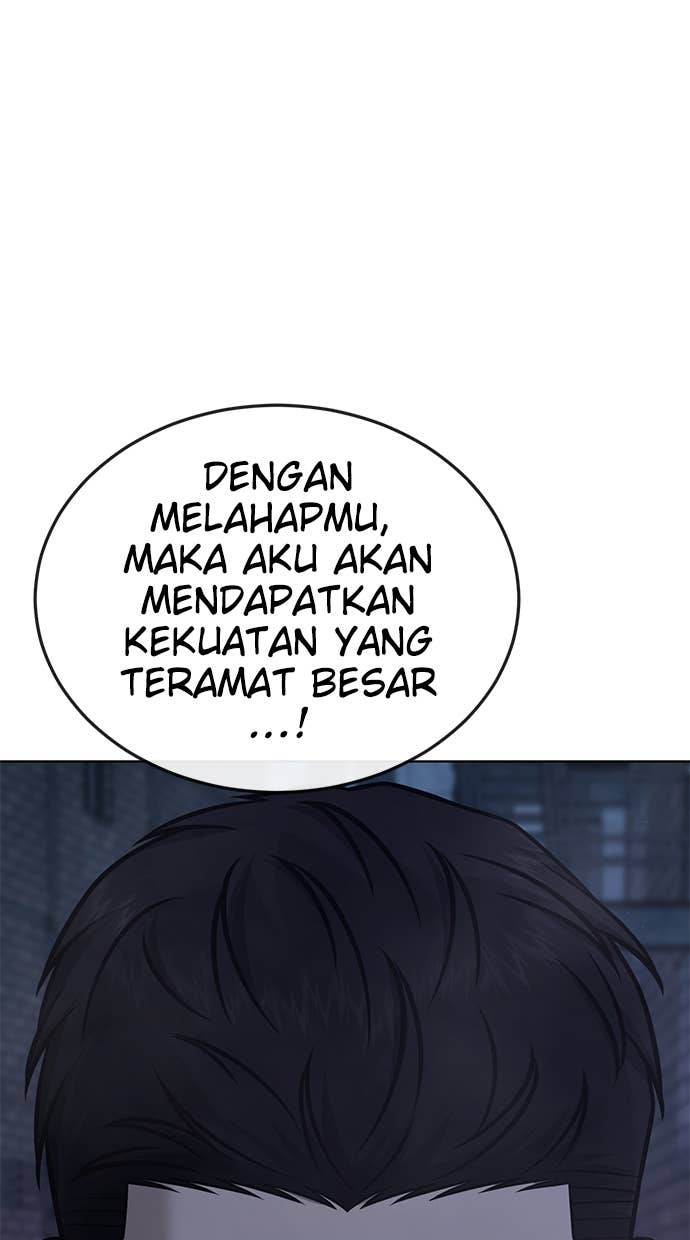 DENGAN
MELAHAPMU,
MAKA AKU AKAN
MENDAPATKAN
KEKUATAN YANG
TERAMAT BESAR
...!